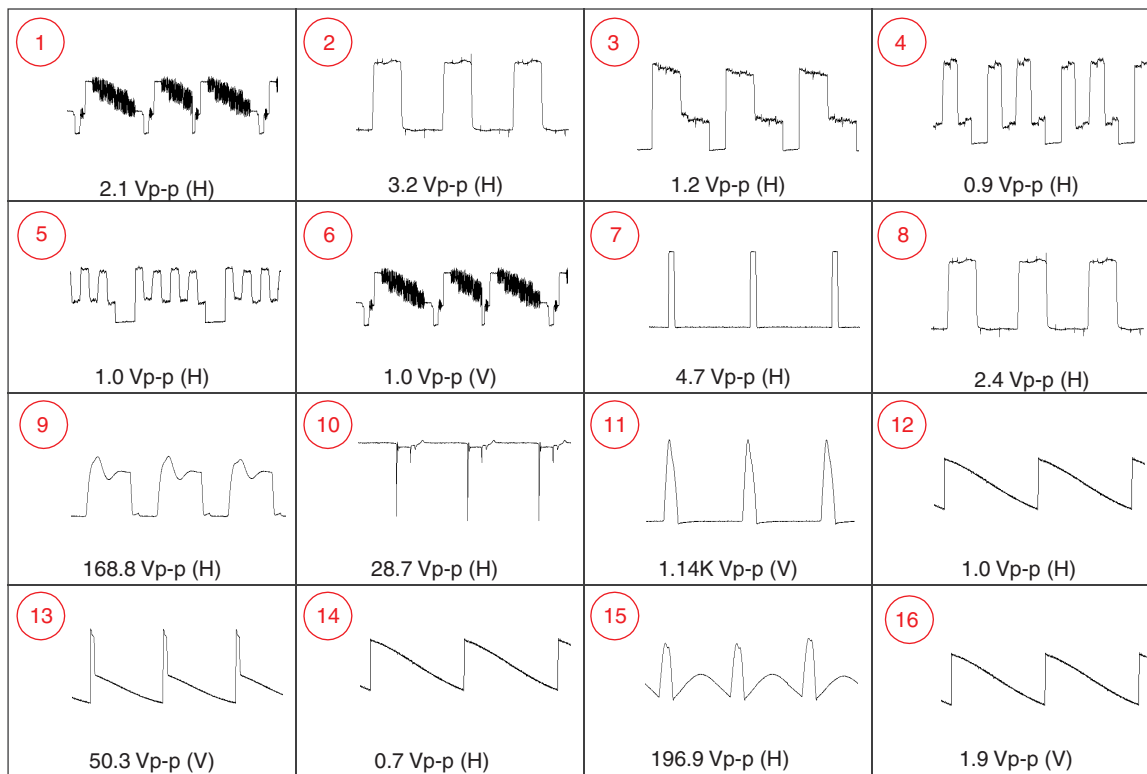 1
2
3
4
2.1 Vp-p (H)
3.2 Vp-p (H)
1.2 Vp-p (H)
0.9 Vp-p (H)
5
6
7
8
1.0 Vp-p (H)
1.0 Vp-p (V)
4.7 Vp-p (H)
2.4 Vp-p (H)
9
10
11
12
168.8 Vp-p (H)
28.7 Vp-p (H)
1.14K Vp-p (V)
1.0 Vp-p (H)
13
14
15
16
50.3 Vp-p (V)
0.7 Vp-p (H)
196.9 Vp-p (H)
1.9 Vp-p (V)